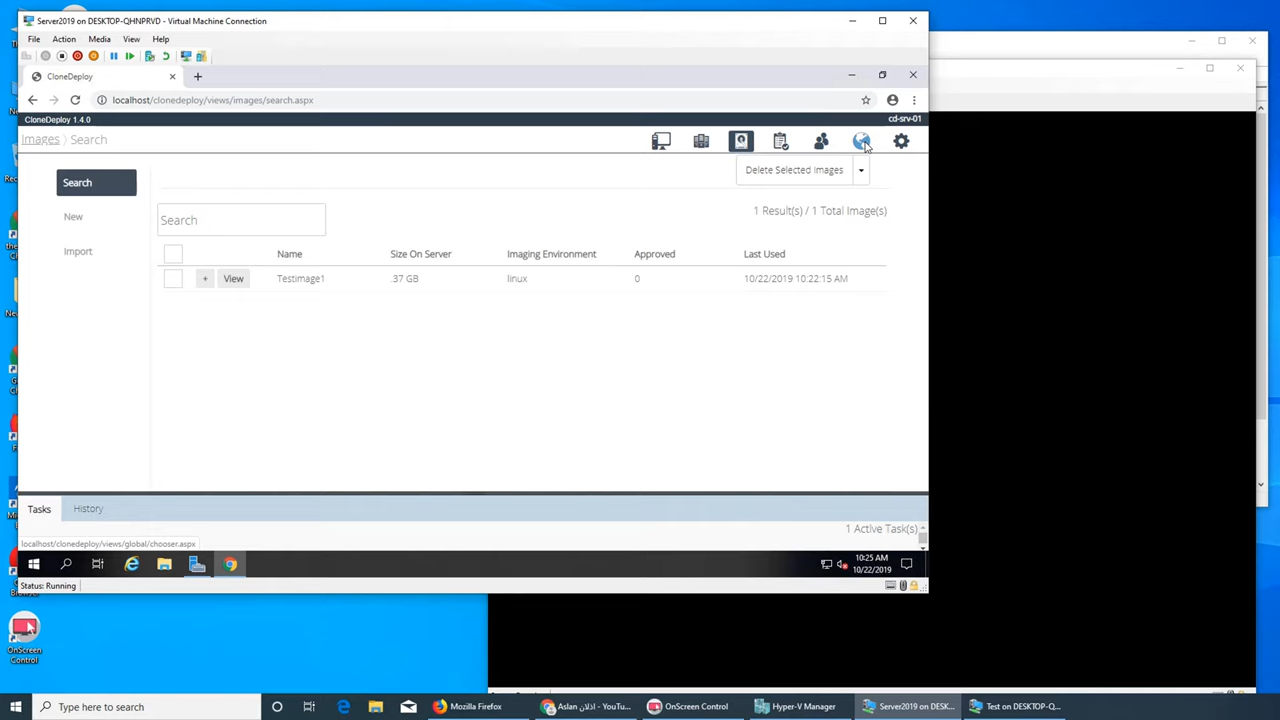 Server2019 on DESKTOP-QHNPRVD - Virtual Machine Connection
File Action Media View Help
CloneDeploy
localhost/clonedeploy/views/images/search.aspx
CloneDeploy 1.4.0
cd-srv-01
Images Search
Delete Selected Images
Search
New
Import
Search
1 Result(s) / 1 Total Image(s)
Name Size On Server Imaging Environment Approved Last Used
+ View Testimage1 .37 GB linux 0 10/22/2019 10:22:15 AM
Tasks History
1 Active Task(s)
localhost/clonedeploy/views/global/chooser.aspx
10:25 AM
10/22/2019
Status: Running
OnScreen
Control
Type here to search
Mozilla Firefox
Aslan اذلان - YouTu...
OnScreen Control
Hyper-V Manager
Server2019 on DESK...
Test on DESKTOP-Q...